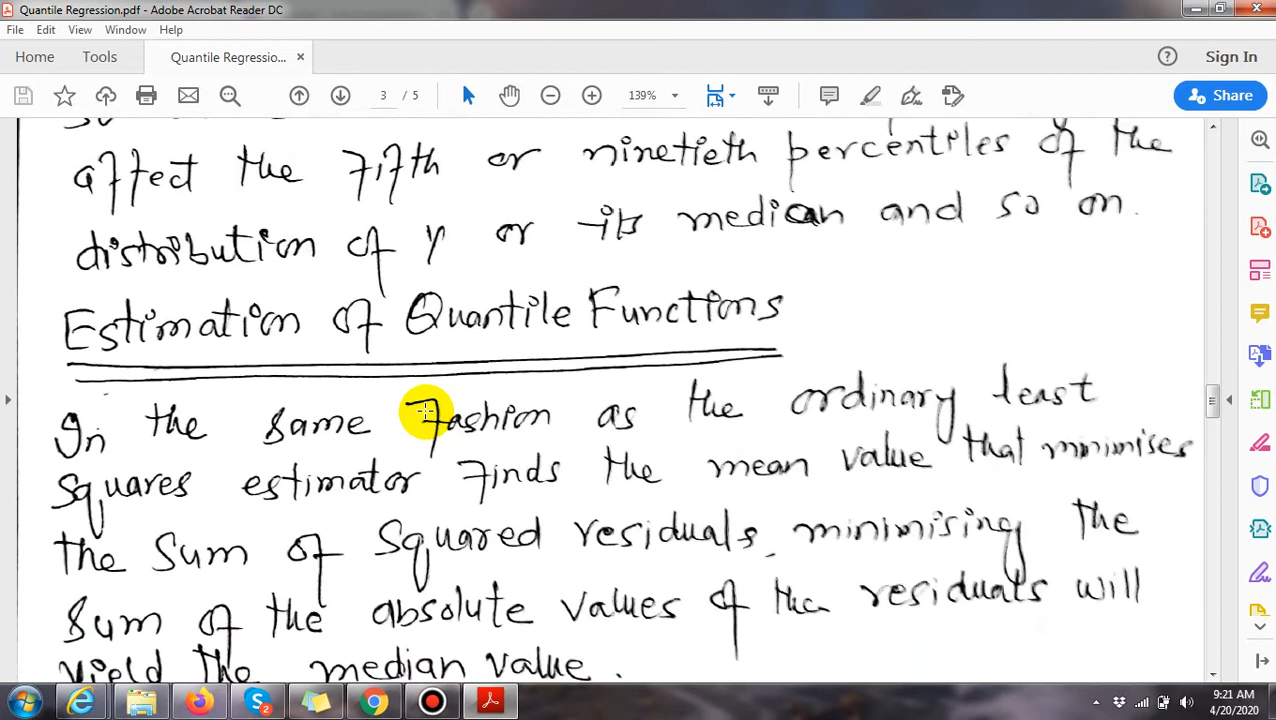 Quantile Regression.pdf - Adobe Acrobat Reader DC
File Edit View Window Help
Home Tools Quantile Regressio... × Sign In
3 / 5 139% Share
affect the fifth or ninetieth percentiles of the
distribution of Y or its median and so on.
Estimation of Quantile Functions
In the same fashion as the ordinary least
squares estimator finds the mean value that minimises
the sum of squared residuals, minimising the
sum of the absolute values of the residuals will
yield the median value.
9:21 AM
4/20/2020